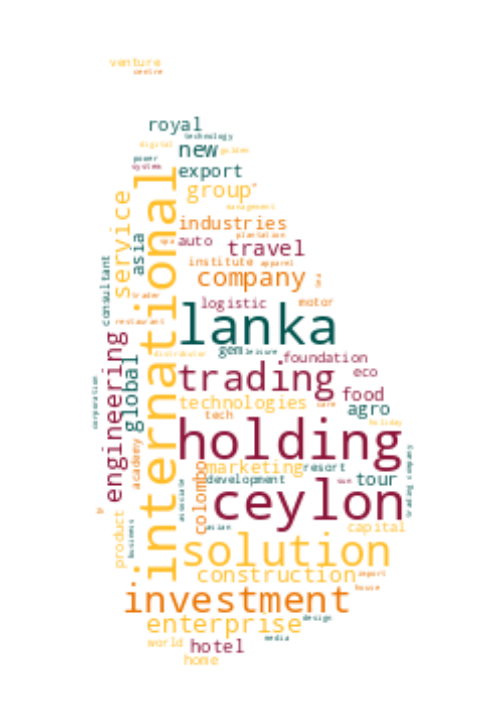 venture
centre
royal
technology
digital
new
golden
power
system
export
group
management
service
international
industries
plantation
asia
spa
auto
travel
institute
apparel
consultant
company
tea
trader
logistic
motor
restaurant
lanka
gem
leisure
distributor
foundation
engineering
global
trading
eco
corporation
food
technologies
care
agro
tech
holiday
holding
academy
colombo
marketing
resort
development
sun
tour
trading company
associate
ceylon
product
business
asian
capital
solution
construction
import
house
investment
enterprise
design
media
world
hotel
home